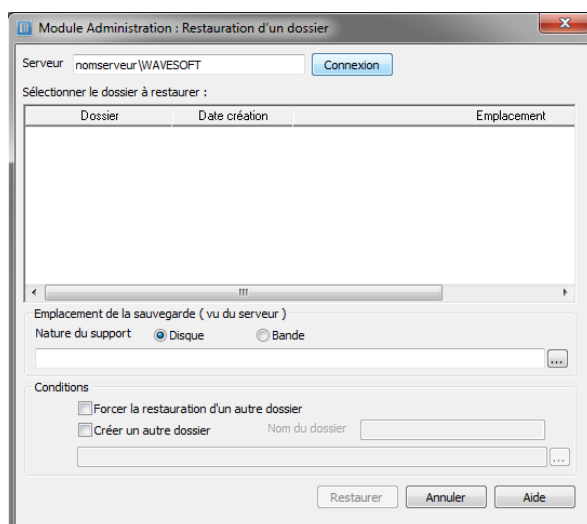 Module Administration : Restauration d'un dossier
Serveur nomserveur\WAVESOFT Connexion
Sélectionner le dossier à restaurer :
Dossier Date création Emplacement
Emplacement de la sauvegarde ( vu du serveur )
Nature du support Disque Bande
...
Conditions
Forcer la restauration d'un autre dossier
Créer un autre dossier Nom du dossier
...
Restaurer Annuler Aide